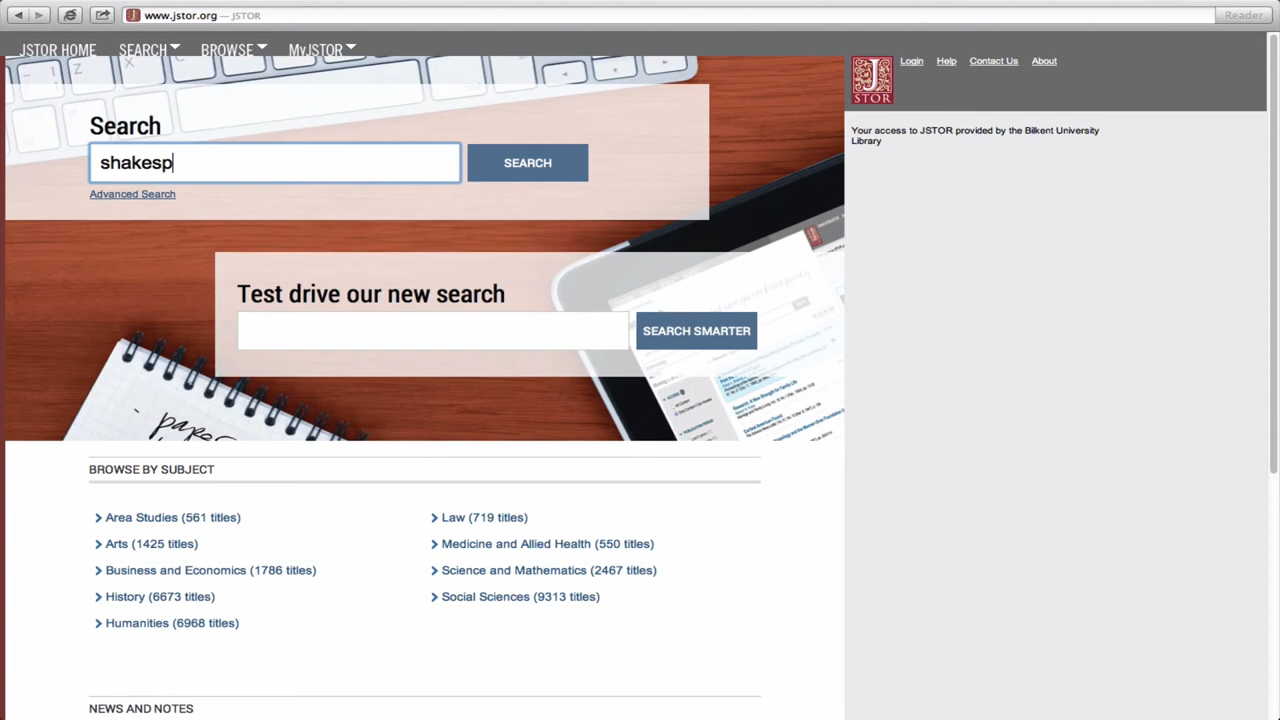 www.jstor.org — JSTOR
Reader
JSTOR HOME SEARCH BROWSE MyJSTOR
J
STOR
Login Help Contact Us About
Your access to JSTOR provided by the Bilkent University
Library
Search
shakesp
SEARCH
Advanced Search
Test drive our new search
SEARCH SMARTER
paper
BROWSE BY SUBJECT
Area Studies (561 titles)
Arts (1425 titles)
Business and Economics (1786 titles)
History (6673 titles)
Humanities (6968 titles)
Law (719 titles)
Medicine and Allied Health (550 titles)
Science and Mathematics (2467 titles)
Social Sciences (9313 titles)
NEWS AND NOTES